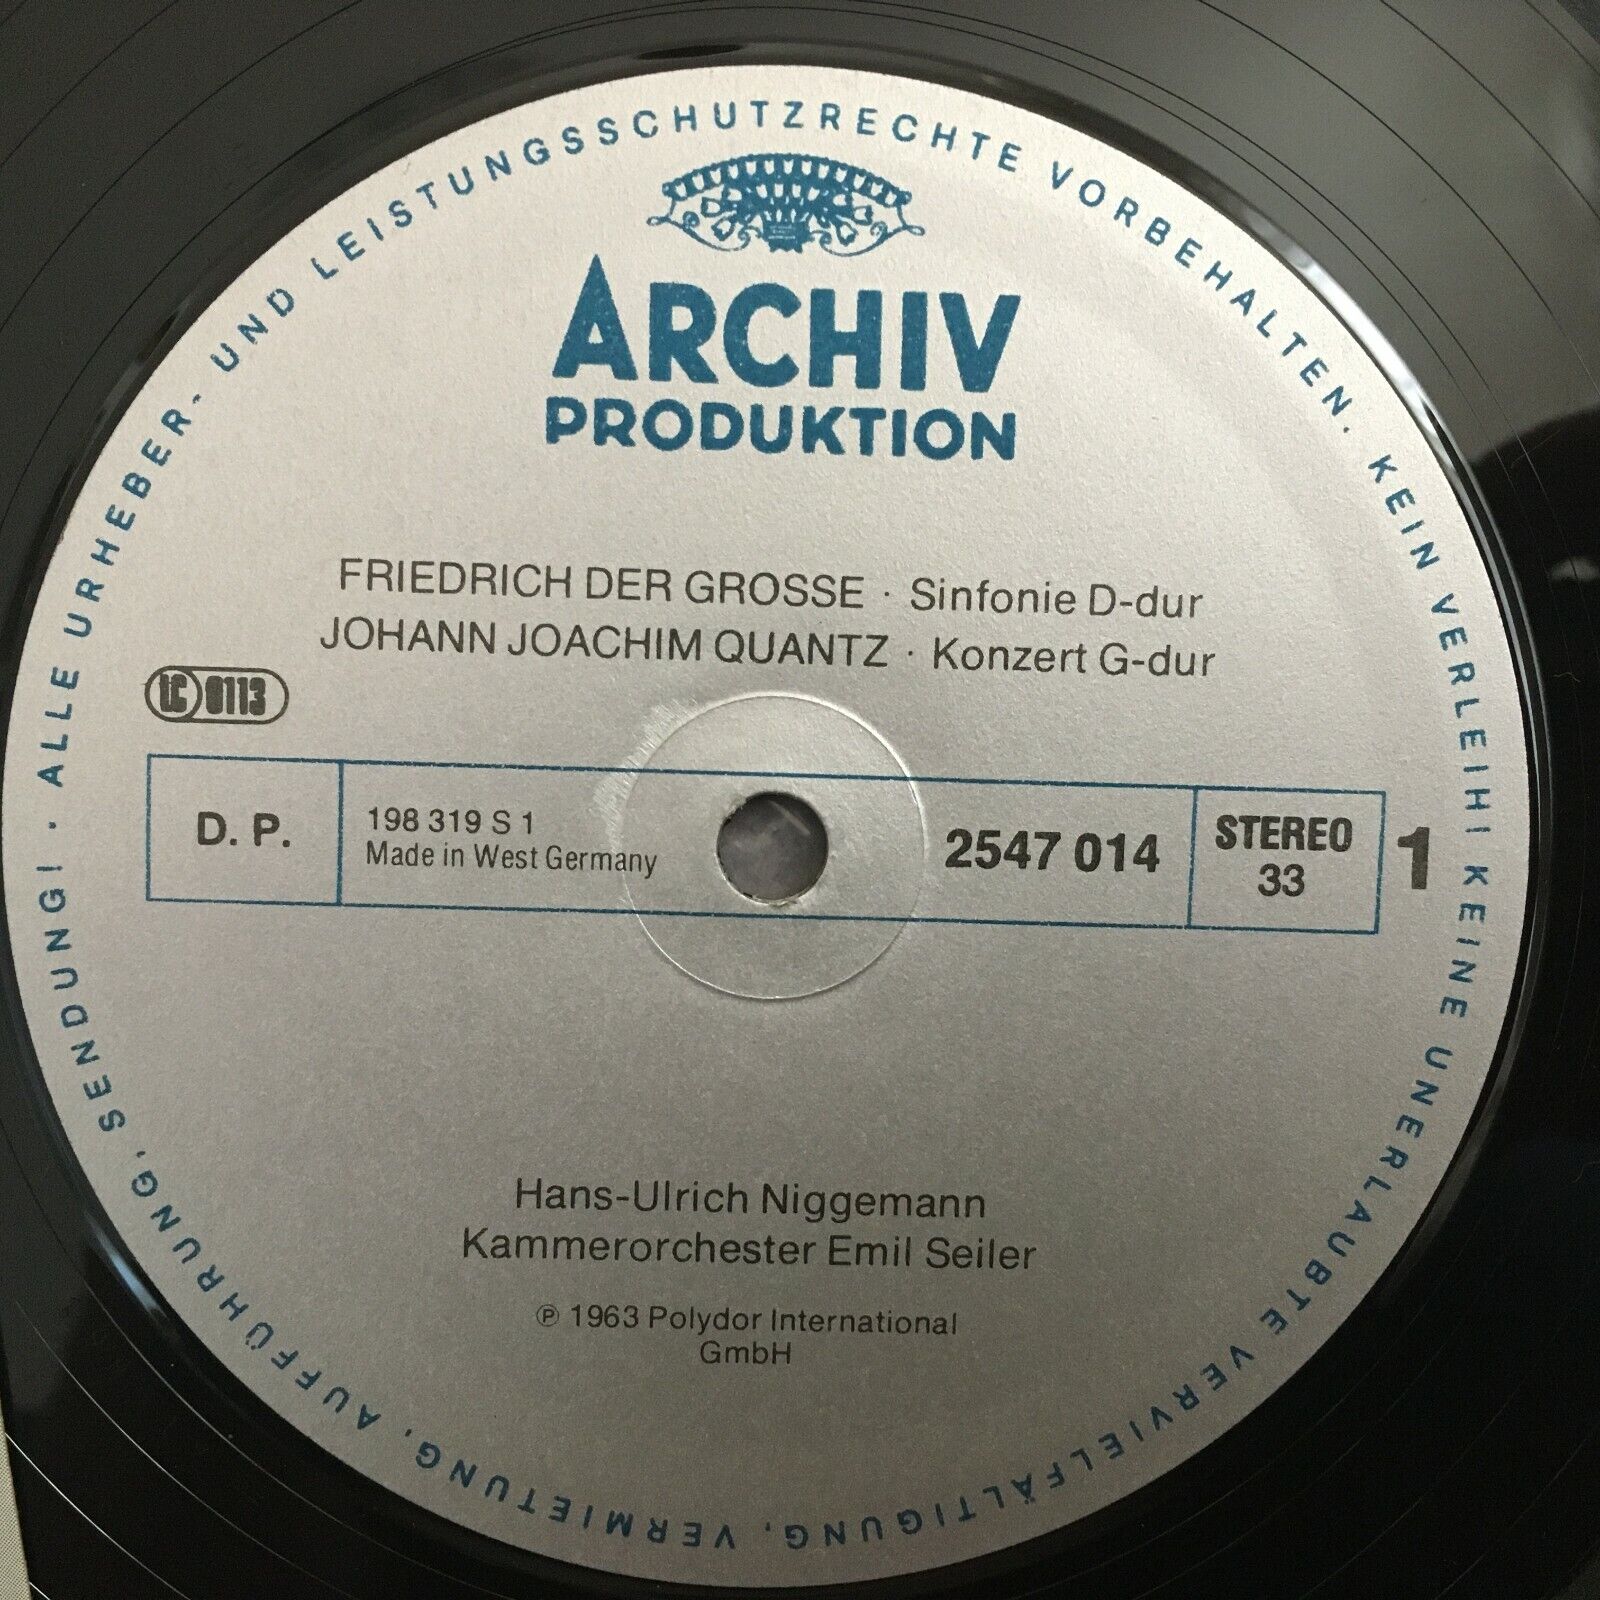 ALLE URHEBER- UND LEISTUNGSSCHUTZRECHTE VORBEHALTEN. KEIN VERLEIH! KEINE UNERLAUBTE VERVIELFÄLTIGUNG, VERMIETUNG, AUFFÜHRUNG, SENDUNG! ·
ARCHIV
PRODUKTION
FRIEDRICH DER GROSSE · Sinfonie D-dur
JOHANN JOACHIM QUANTZ · Konzert G-dur
LC 0113
D. P.
198 319 S 1
Made in West Germany
2547 014
STEREO
33
1
Hans-Ulrich Niggemann
Kammerorchester Emil Seiler
℗ 1963 Polydor International
GmbH